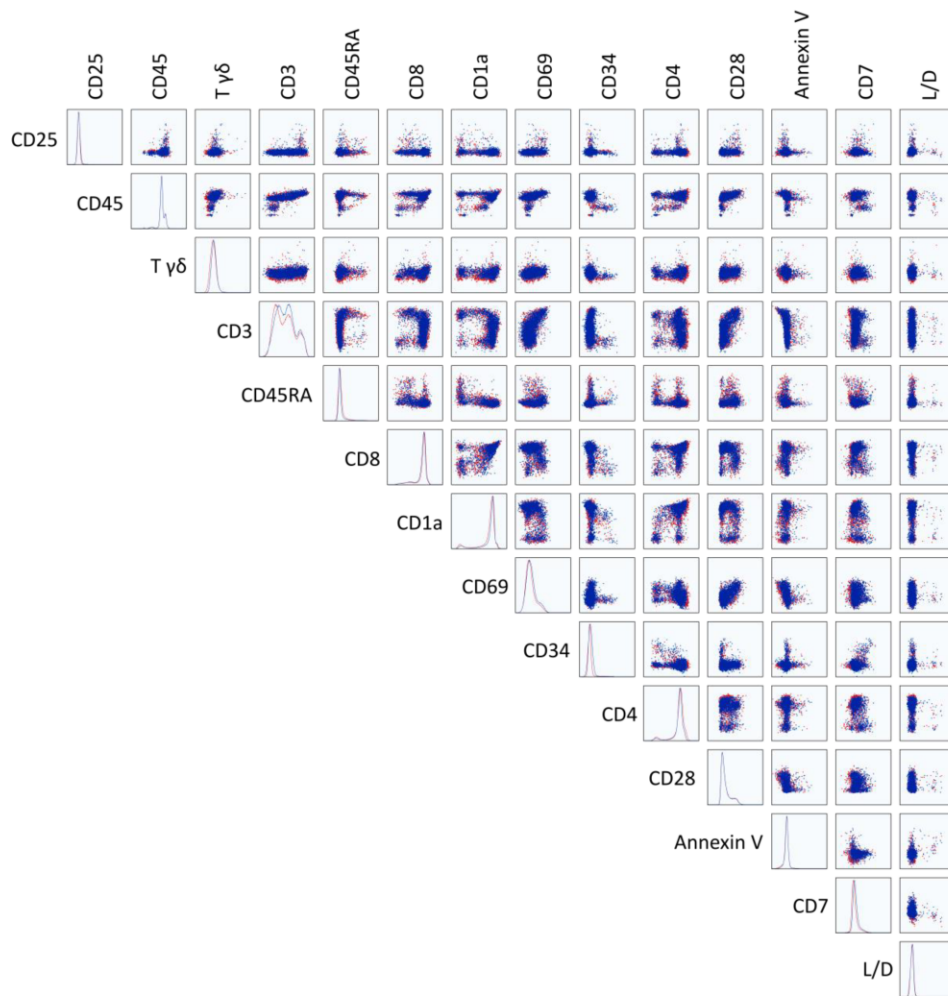 CD25 CD45 T γδ CD3 CD45RA CD8 CD1a CD69 CD34 CD4 CD28 Annexin V CD7 L/D
CD25
CD45
T γδ
CD3
CD45RA
CD8
CD1a
CD69
CD34
CD4
CD28
Annexin V
CD7
L/D